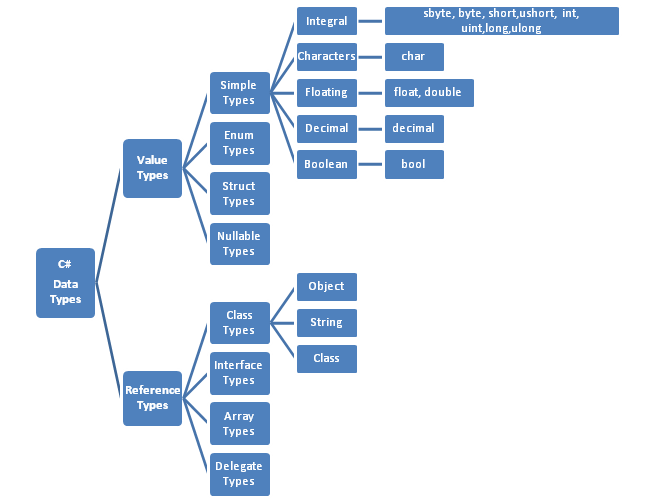 C#
Data
Types
Value
Types
Simple
Types
Integral
sbyte, byte, short,ushort, int,
uint,long,ulong
Characters
char
Floating
float, double
Decimal
decimal
Boolean
bool
Enum
Types
Struct
Types
Nullable
Types
Reference
Types
Class
Types
Object
String
Class
Interface
Types
Array
Types
Delegate
Types